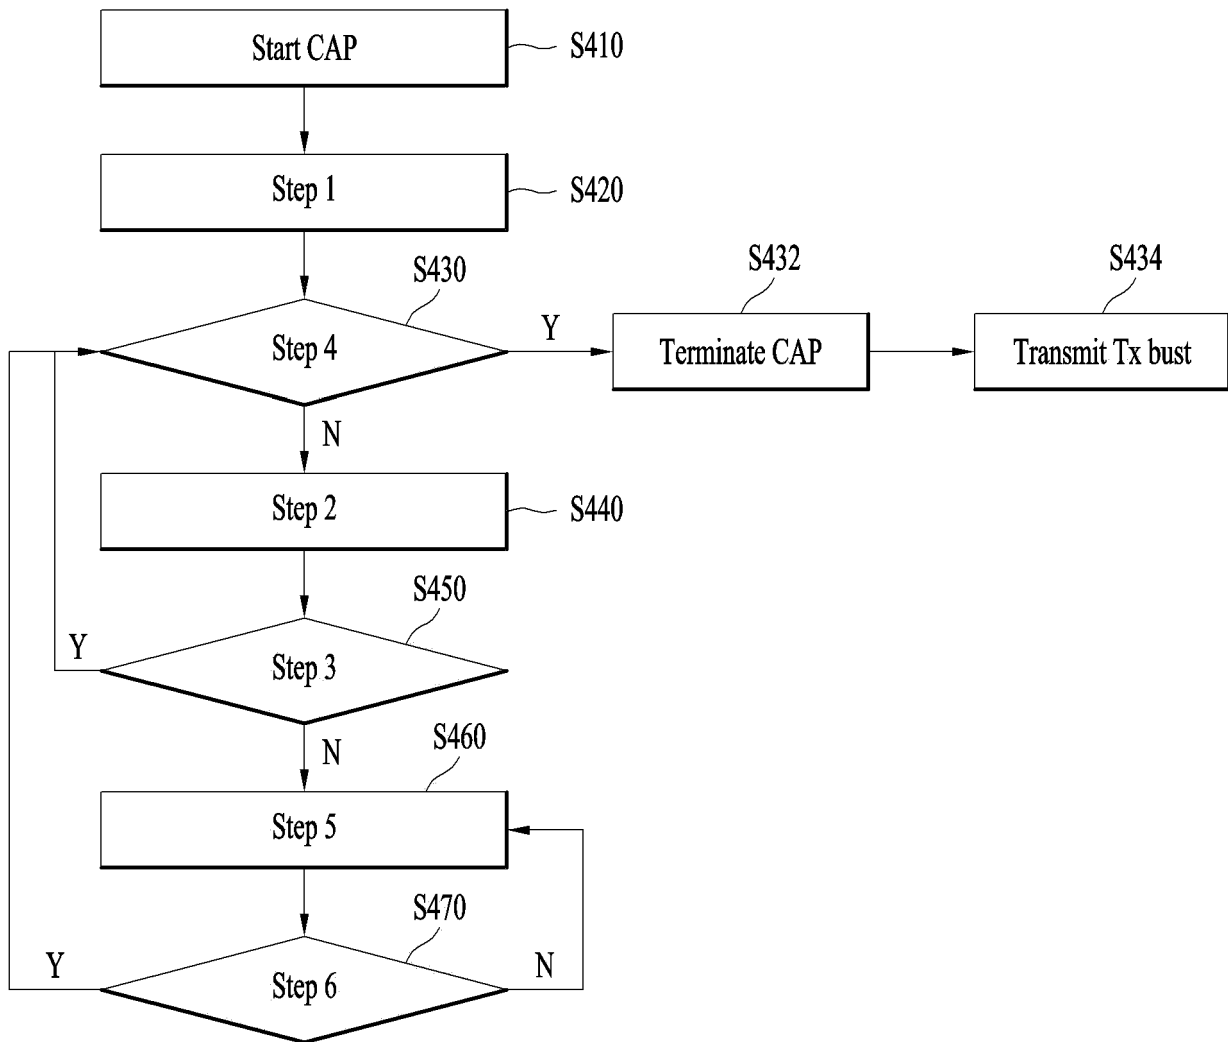 Start CAP
S410
Step 1
S420
S430
S432
S434
Step 4
Y
Terminate CAP
Transmit Tx bust
N
Step 2
S440
S450
Y
Step 3
N
S460
Step 5
S470
Y
Step 6
N